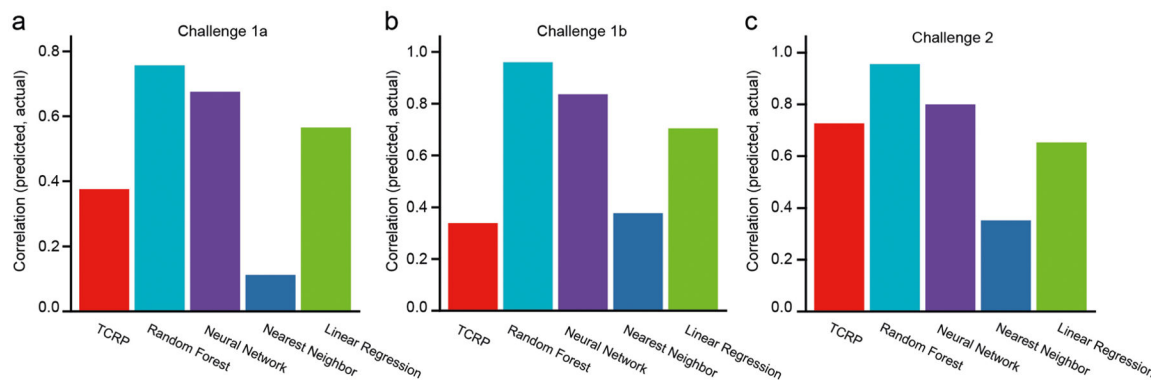 a
Challenge 1a
Correlation (predicted, actual)
0.8
0.6
0.4
0.2
0.0
TCRP
Random Forest
Neural Network
Nearest Neighbor
Linear Regression
b
Challenge 1b
Correlation (predicted, actual)
1.0
0.8
0.6
0.4
0.2
0.0
TCRP
Random Forest
Neural Network
Nearest Neighbor
Linear Regression
c
Challenge 2
Correlation (predicted, actual)
1.0
0.8
0.6
0.4
0.2
0.0
TCRP
Random Forest
Neural Network
Nearest Neighbor
Linear Regression